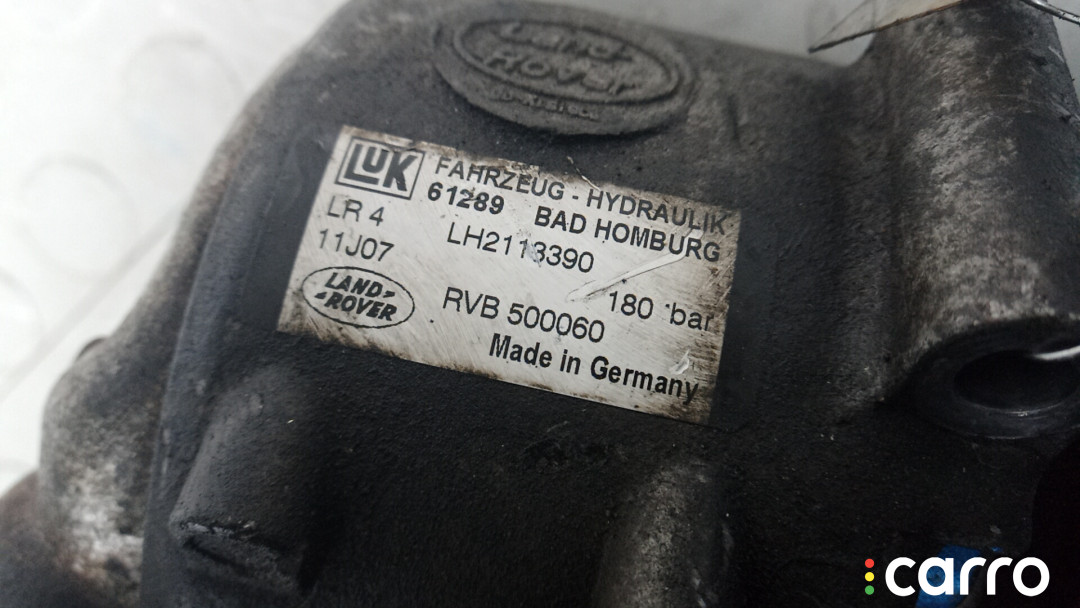 Land-
Rover
LUK
FAHRZEUG - HYDRAULIK
61289 BAD HOMBURG
LR 4
LH2113390
11J07
180 bar
LAND-
ROVER
RVB 500060
Made in Germany
carro